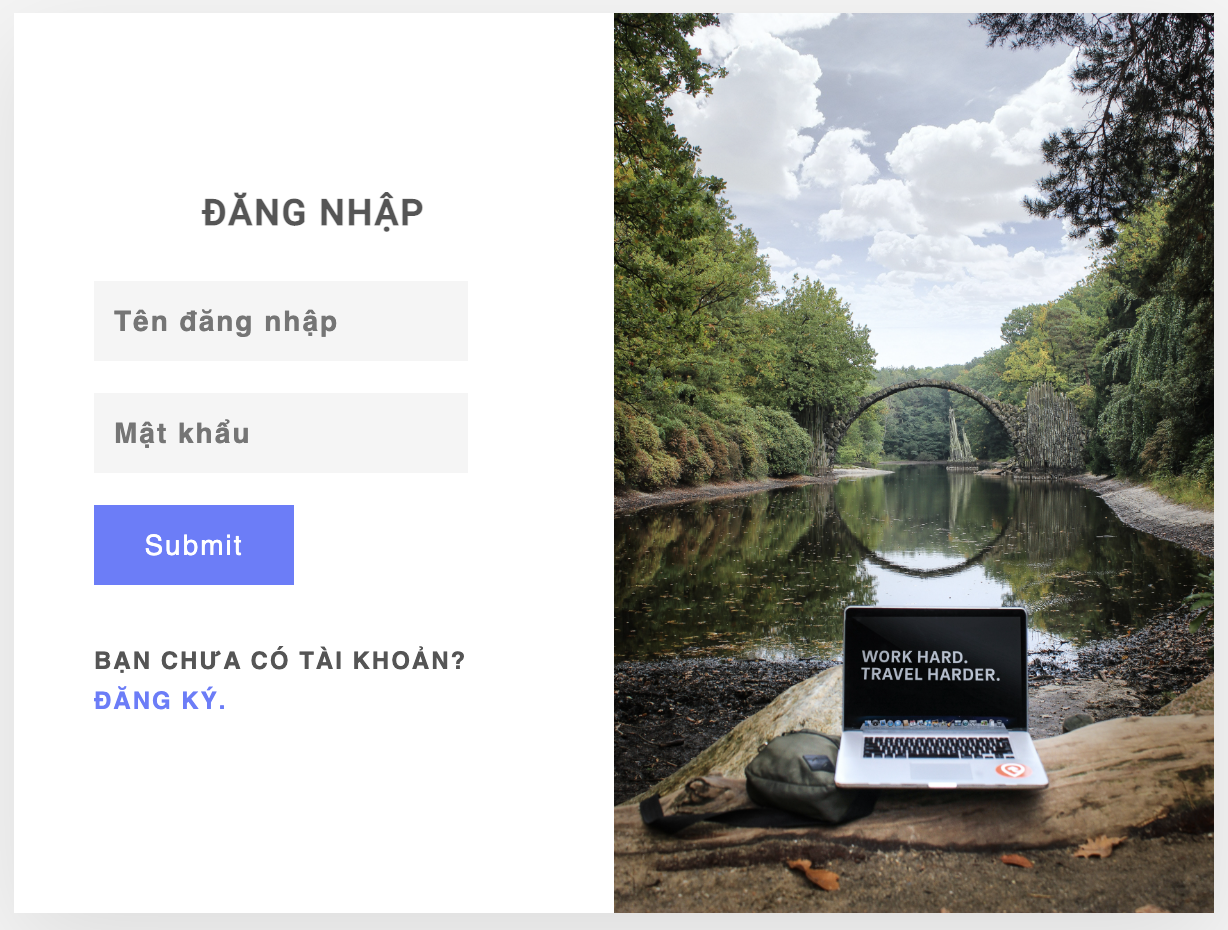 ĐĂNG NHẬP
Tên đăng nhập
Mật khẩu
Submit
BẠN CHƯA CÓ TÀI KHOẢN?
ĐĂNG KÝ.
WORK HARD.
TRAVEL HARDER.